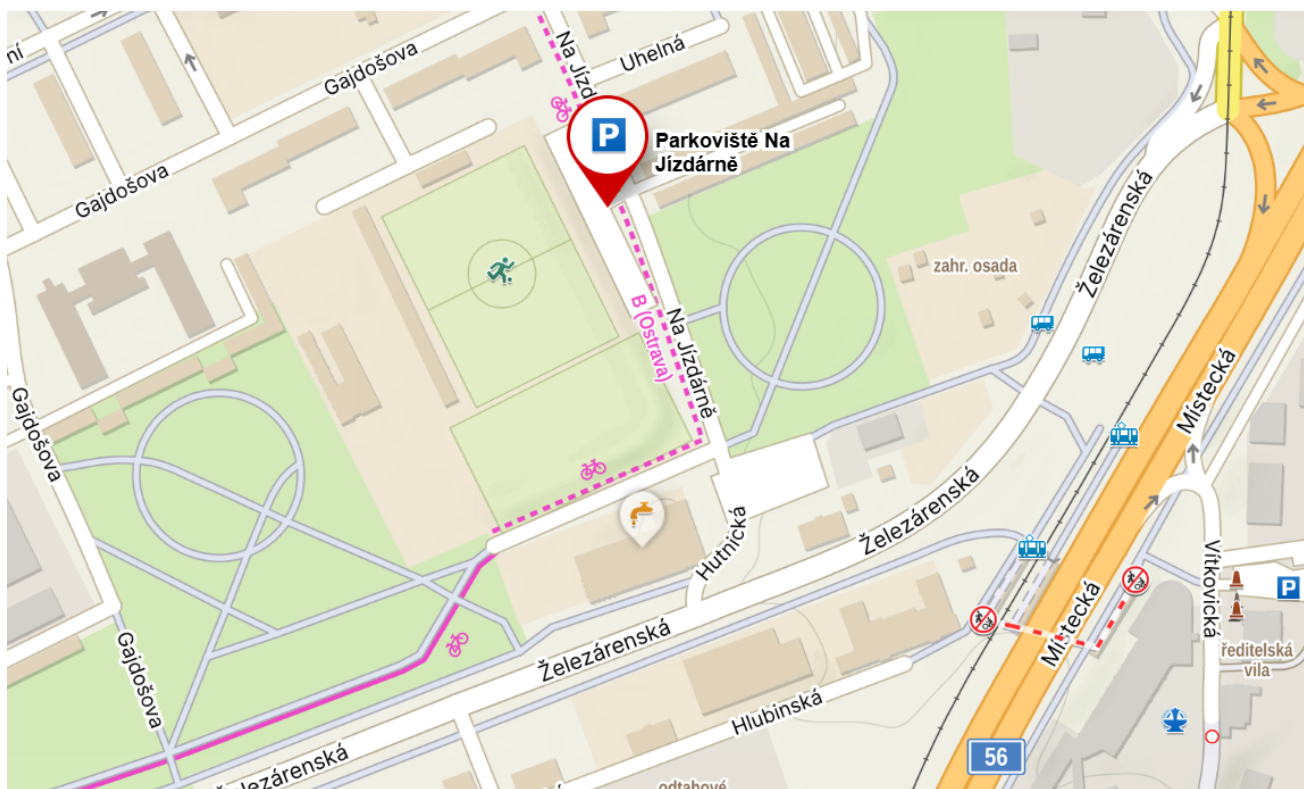 ní
Gajdošova
Na Jízd
Uhelná
P
Parkoviště Na
Jízdárně
Gajdošova
Železárenská
zahr. osada
B (Ostrava)
Na Jízdárně
Místecká
Gajdošova
Železárenská
Hutnická
Vítkovická
P
Místecká
Gajdošova
Železárenská
ředitelská
vila
Hlubinská
56
Železárenská
odtahové